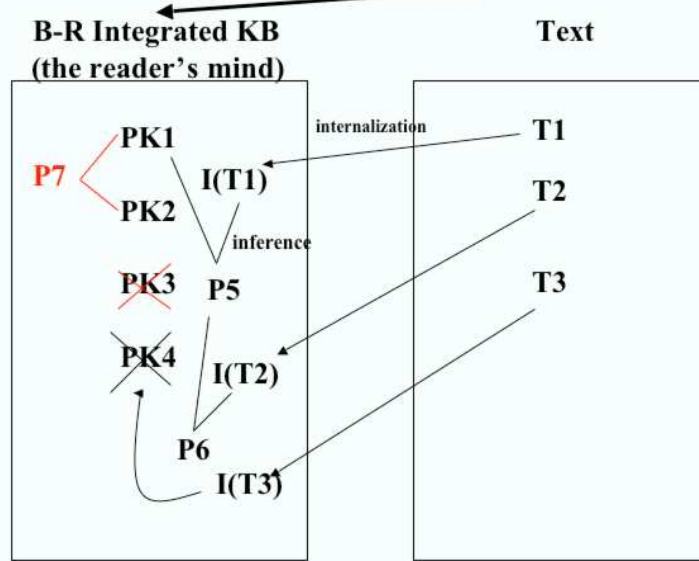 B-R Integrated KB
(the reader's mind)
Text
PK1
internalization
T1
P7
I(T1)
T2
PK2
inference
PK3
P5
T3
PK4
I(T2)
P6
I(T3)